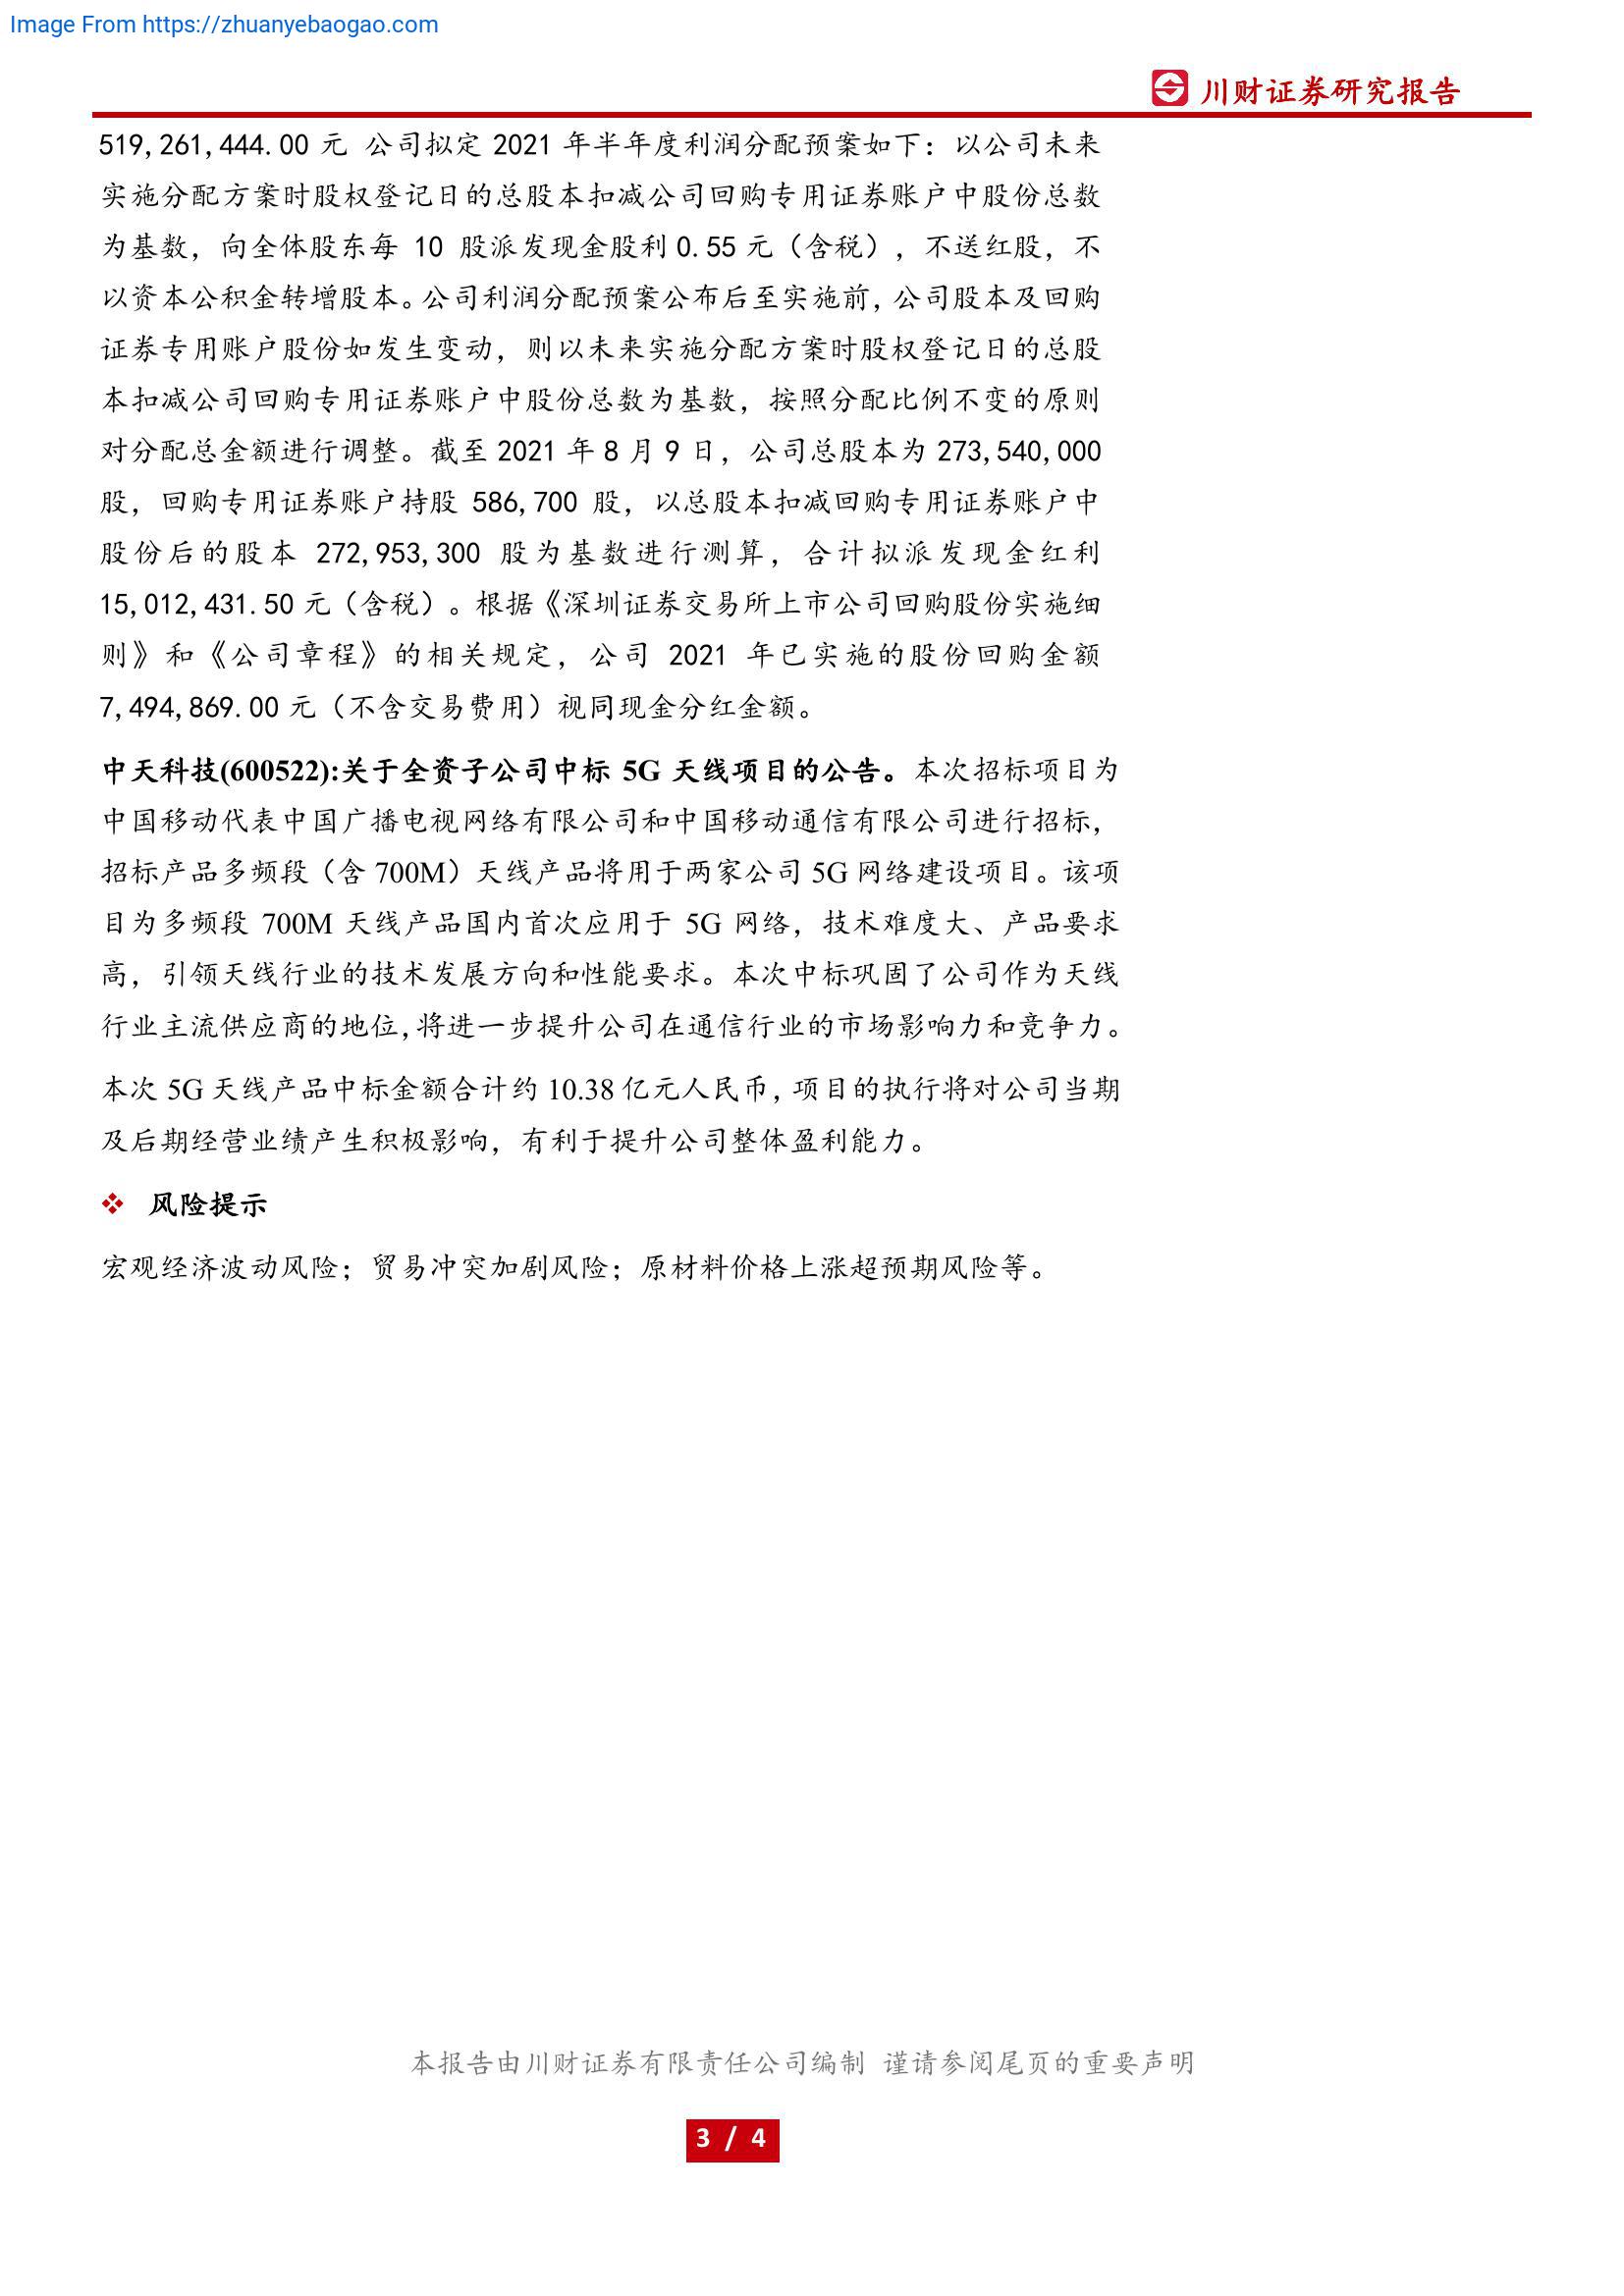 Image From https://zhuanyebaogao.com
川财证券研究报告
519,261,444.00 元 公司拟定 2021 年半年度利润分配预案如下：以公司未来
实施分配方案时股权登记日的总股本扣减公司回购专用证券账户中股份总数
为基数，向全体股东每 10 股派发现金股利 0.55 元（含税），不送红股，不
以资本公积金转增股本。公司利润分配预案公布后至实施前，公司股本及回购
证券专用账户股份如发生变动，则以未来实施分配方案时股权登记日的总股
本扣减公司回购专用证券账户中股份总数为基数，按照分配比例不变的原则
对分配总金额进行调整。截至 2021 年 8 月 9 日，公司总股本为 273,540,000
股，回购专用证券账户持股 586,700 股，以总股本扣减回购专用证券账户中
股份后的股本 272,953,300 股为基数进行测算，合计拟派发现金红利
15,012,431.50 元（含税）。根据《深圳证券交易所上市公司回购股份实施细
则》和《公司章程》的相关规定，公司 2021 年已实施的股份回购金额
7,494,869.00 元（不含交易费用）视同现金分红金额。
中天科技(600522):关于全资子公司中标 5G 天线项目的公告。本次招标项目为
中国移动代表中国广播电视网络有限公司和中国移动通信有限公司进行招标，
招标产品多频段（含 700M）天线产品将用于两家公司 5G 网络建设项目。该项
目为多频段 700M 天线产品国内首次应用于 5G 网络，技术难度大、产品要求
高，引领天线行业的技术发展方向和性能要求。本次中标巩固了公司作为天线
行业主流供应商的地位，将进一步提升公司在通信行业的市场影响力和竞争力。
本次 5G 天线产品中标金额合计约 10.38 亿元人民币，项目的执行将对公司当期
及后期经营业绩产生积极影响，有利于提升公司整体盈利能力。
❖ 风险提示
宏观经济波动风险；贸易冲突加剧风险；原材料价格上涨超预期风险等。
本报告由川财证券有限责任公司编制 谨请参阅尾页的重要声明
3 / 4